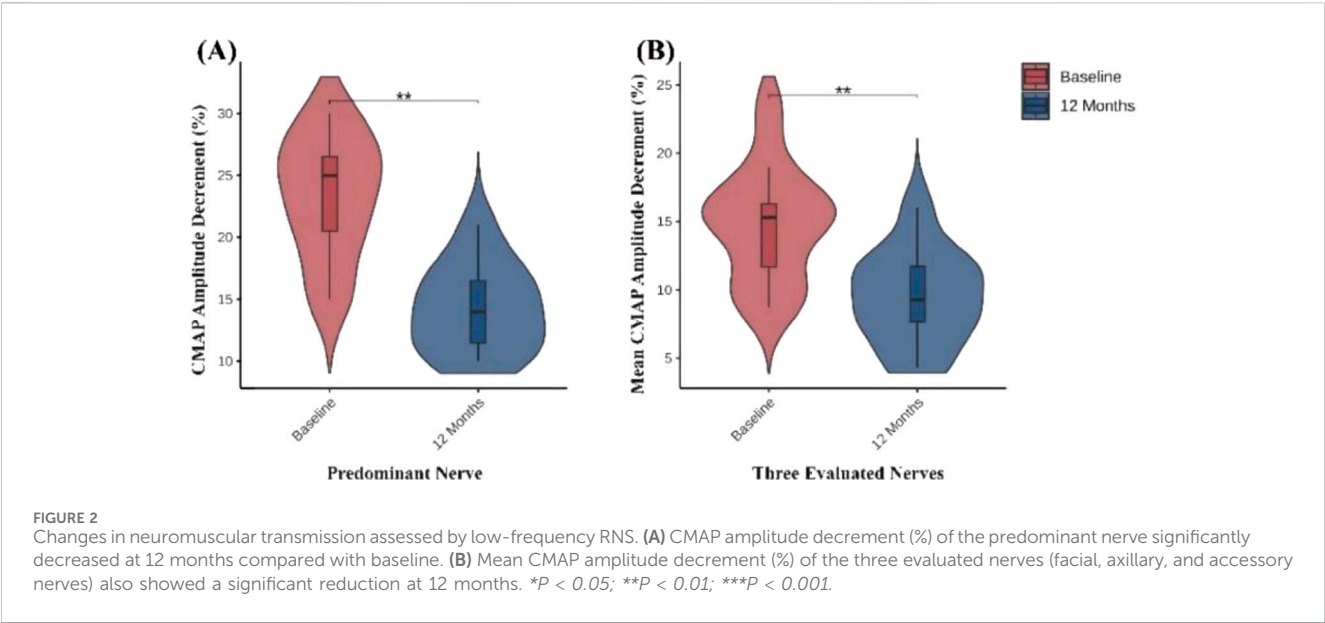 (A)
**
CMAP Amplitude Decrement (%)
30
25
20
15
10
Baseline
12 Months
Predominant Nerve
(B)
**
Mean CMAP Amplitude Decrement (%)
25
20
15
10
5
Baseline
12 Months
Three Evaluated Nerves
Baseline
12 Months
FIGURE 2
Changes in neuromuscular transmission assessed by low-frequency RNS. (A) CMAP amplitude decrement (%) of the predominant nerve significantly
decreased at 12 months compared with baseline. (B) Mean CMAP amplitude decrement (%) of the three evaluated nerves (facial, axillary, and accessory
nerves) also showed a significant reduction at 12 months. *P < 0.05; **P < 0.01; ***P < 0.001.